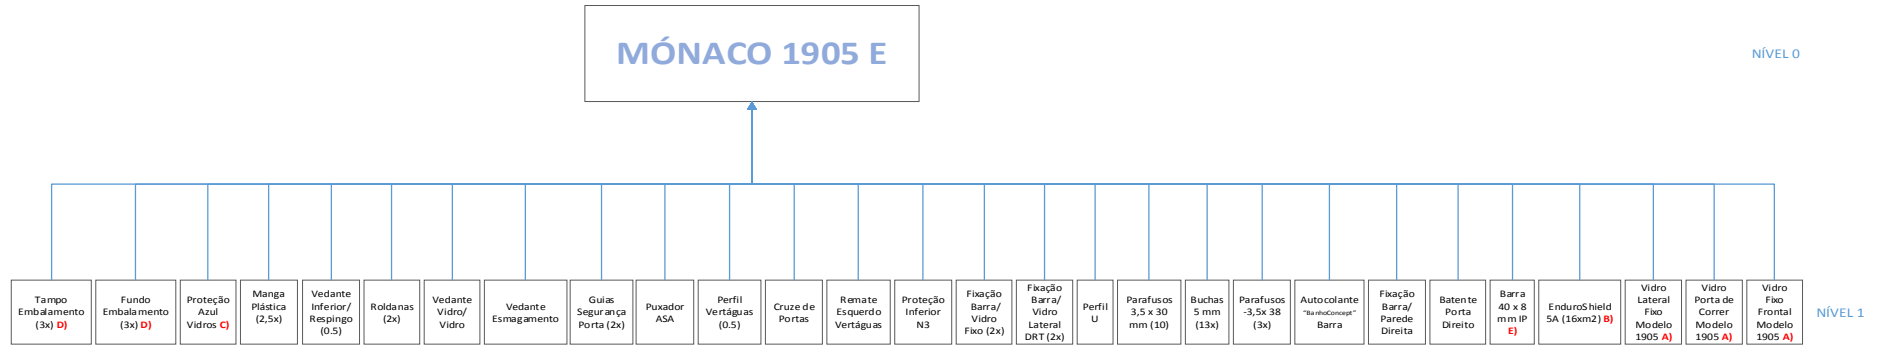 MÓNACO 1905 E
NÍVEL 0
Tampo
Embalamento
(3x) D)
Fundo
Embalamento
(3x) D)
Proteção
Azul
Vidros C)
Manga
Plástica
(2,5x)
Vedante
Inferior/
Respingo
(0.5)
Roldanas
(2x)
Vedante
Vidro/
Vidro
Vedante
Esmagamento
Guias
Segurança
Porta (2x)
Puxador
ASA
Perfil
Vertáguas
(0.5)
Cruze de
Portas
Remate
Esquerdo
Vertáguas
Proteção
Inferior
N3
Fixação
Barra/
Vidro
Fixo (2x)
Fixação
Barra/
Vidro
Lateral
DRT (2x)
Perfil
U
Parafusos
3,5 x 30
mm (10)
Buchas
5 mm
(13x)
Parafusos
-3,5x 38
(3x)
Autocolante
"BanhoConcept"
Barra
Fixação
Barra/
Parede
Direita
Batente
Porta
Direito
Barra
40 x 8
mm IP
E)
EnduroShield
5A (16xm2) B)
Vidro
Lateral
Fixo
Modelo
1905 A)
Vidro
Porta de
Correr
Modelo
1905 A)
Vidro
Fixo
Frontal
Modelo
1905 A)
NÍVEL 1